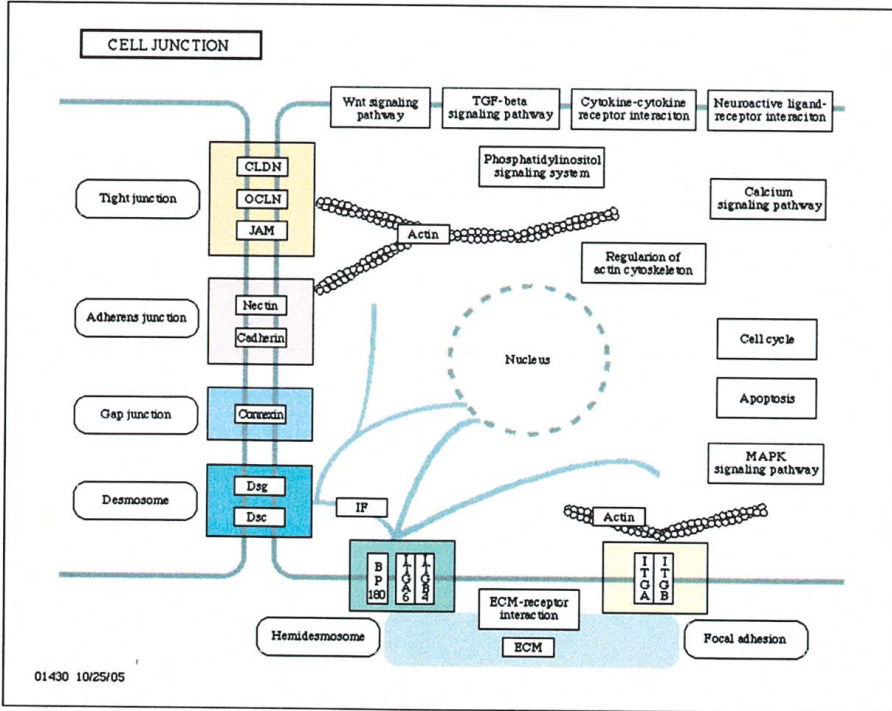 CELL JUNCTION
Wnt signaling
pathway
TGF-beta
signaling pathway
Cytokine-cytokine
receptor interaciton
Neuroactive ligand-
receptor interaciton
CLDN
OCLN
JAM
Tight junction
Phosphatidylinositol
signaling system
Calcium
signaling pathway
Actin
Regularion of
actin cytoskeleton
Nectin
Cadherin
Adherens junction
Nucleus
Cell cycle
Gap junction
Connexin
Apoptosis
MAPK
signaling pathway
Desmosome
Dsg
Dsc
IF
Actin
BP180
ITGA6
ITGB4
ITGA
ITGB
ECM-receptor
interaction
Hemidesmosome
ECM
Focal adhesion
01430 10/25/05